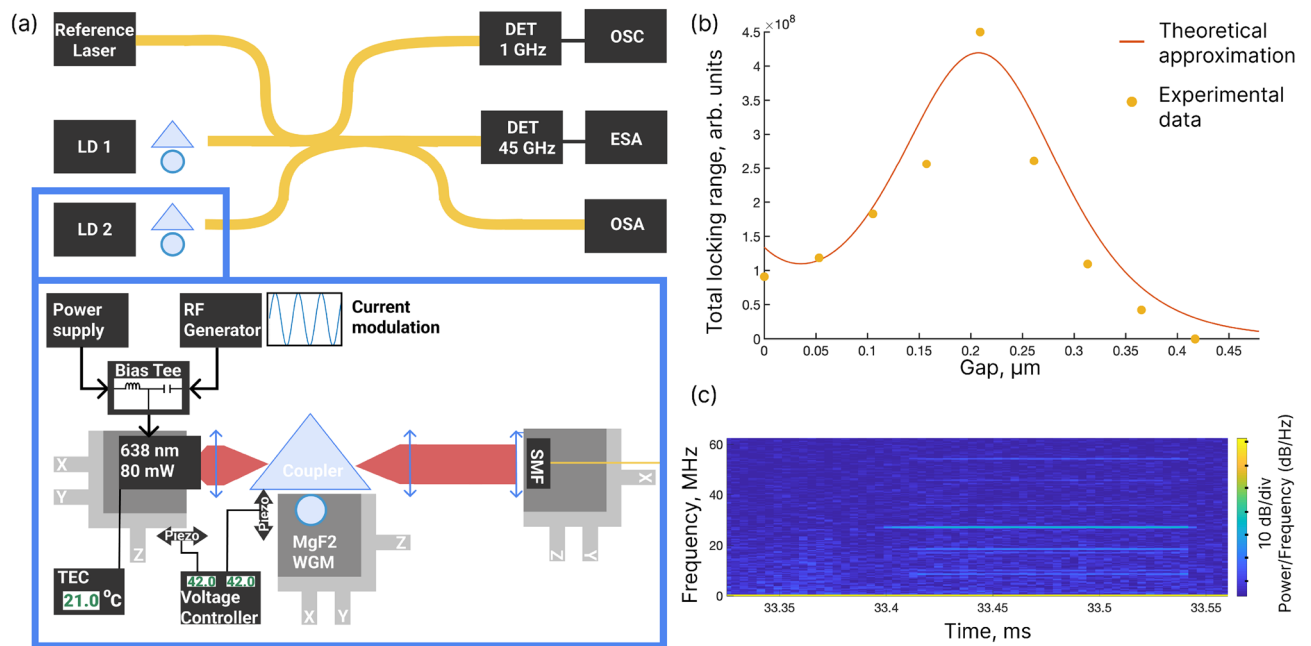 (a)
Reference
Laser
DET
1 GHz
OSC
LD 1
DET
45 GHz
ESA
LD 2
OSA
Power
supply
RF
Generator
Current
modulation
Bias Tee
638 nm
80 mW
Coupler
SMF
X
Y
Z
Piezo
Piezo
MgF2
WGM
Z
X
Y
X
Z
Y
TEC
21.0 °C
42.0 42.0
Voltage
Controller
(b)
×10⁸
Total locking range, arb. units
4.5
4
3.5
3
2.5
2
1.5
1
0.5
0
0 0.05 0.1 0.15 0.2 0.25 0.3 0.35 0.4 0.45
Gap, µm
Theoretical
approximation
Experimental
data
(c)
Frequency, MHz
60
40
20
0
33.35 33.4 33.45 33.5 33.55
Time, ms
10 dB/div
Power/Frequency (dB/Hz)